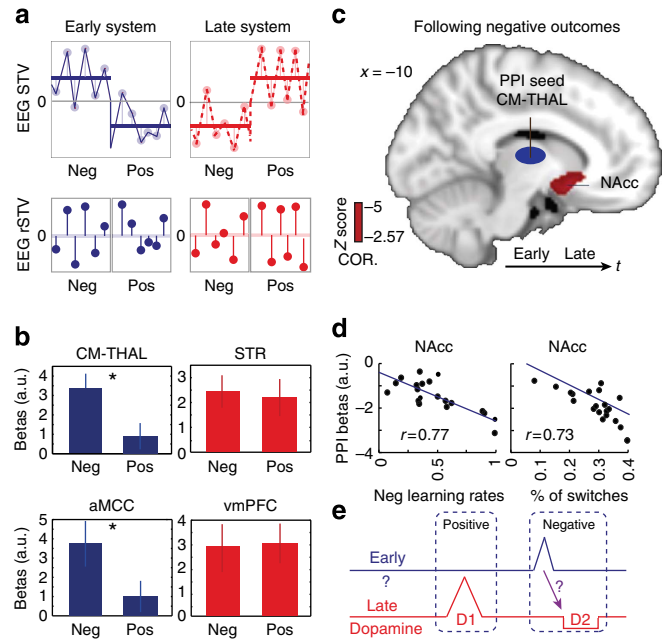 a
Early system
Late system
EEG STV
0
0
Neg
Pos
Neg
Pos
EEG rSTV
0
0
Neg
Pos
Neg
Pos
b
CM-THAL
STR
Betas (a.u.)
4
3
2
1
0
*
3
2
1
0
Neg
Pos
Neg
Pos
aMCC
vmPFC
Betas (a.u.)
5
4
3
2
1
0
*
4
3
2
1
0
Neg
Pos
Neg
Pos
c
Following negative outcomes
x = –10
PPI seed
CM-THAL
NAcc
Z score
–5
–2.57
COR.
Early
Late
t
d
NAcc
NAcc
PPI betas (a.u.)
0
–2
–4
r=0.77
r=0.73
0
0.5
1
0
0.1
0.2
0.3
0.4
Neg learning rates
% of switches
e
Positive
Negative
Early
?
?
Late
Dopamine
D1
D2